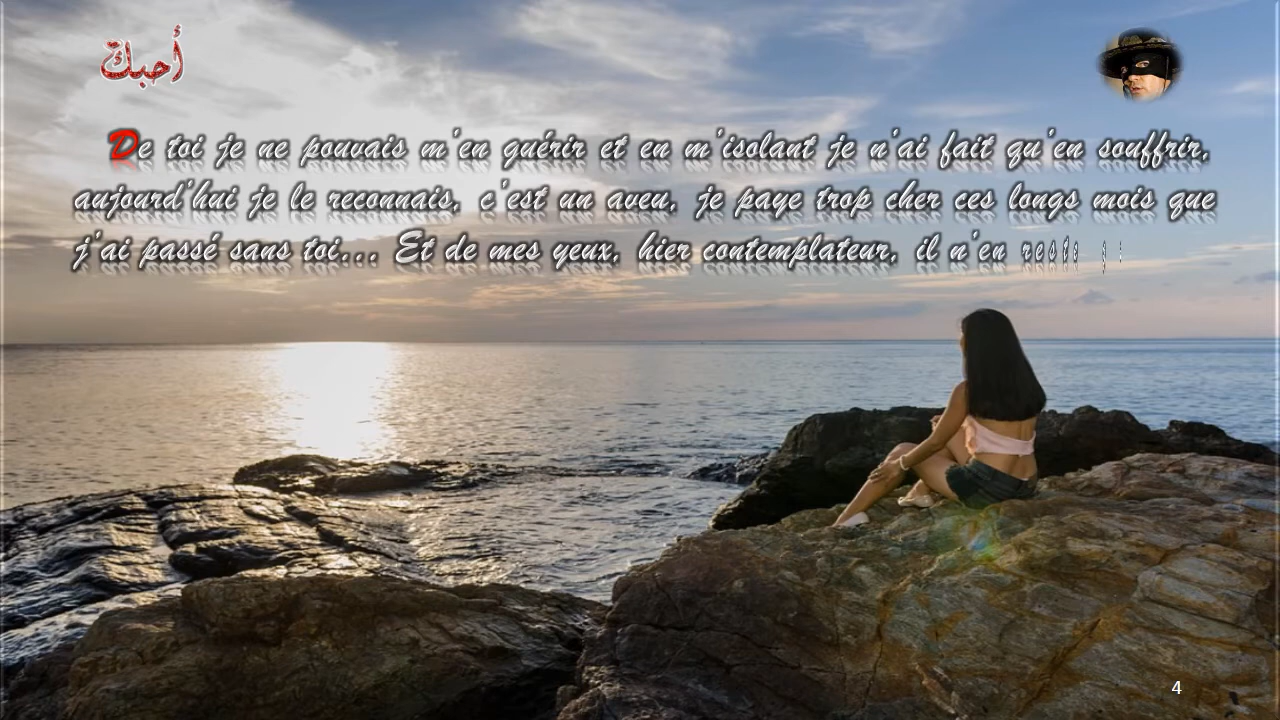 أحبك
De toi je ne pouvais m'en guérir et en m'isolant je n'ai fait qu'en souffrir,
aujourd'hui je le reconnais, c'est un aveu, je paye trop cher ces longs mois que
j'ai passé sans toi... Et de mes yeux, hier contemplateur, il n'en reste
4